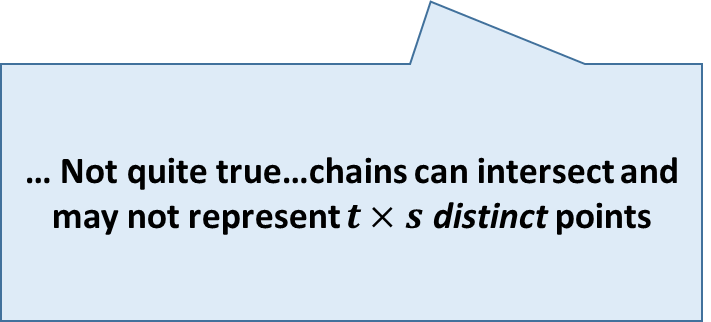 … Not quite true…chains can intersect and
may not represent t × s distinct points